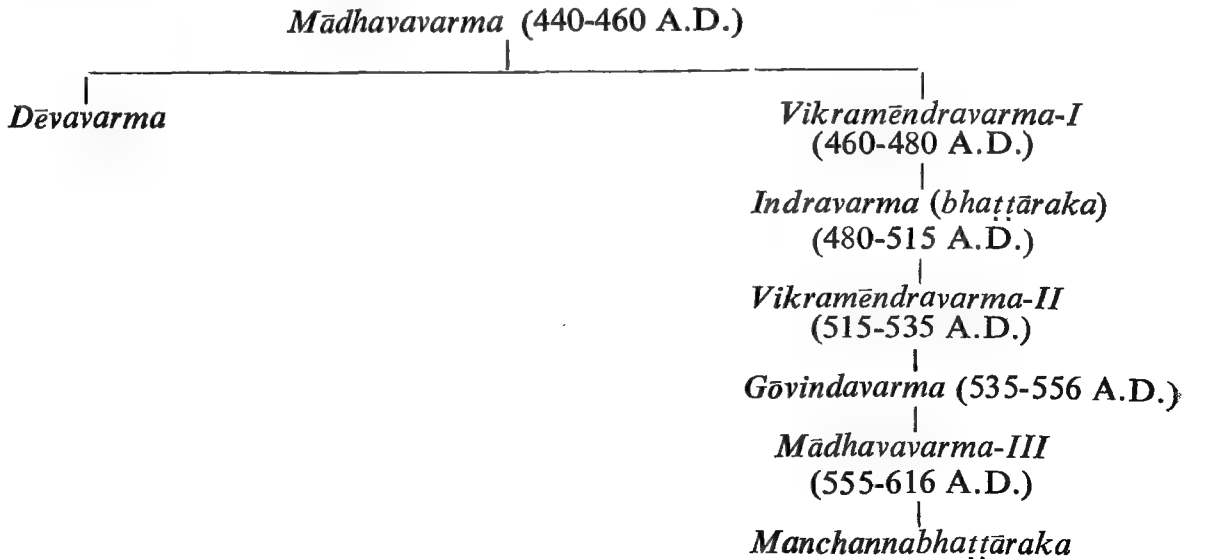 Mādhavavarma (440-460 A.D.)
Dēvavarma
Vikramēndravarma-I
(460-480 A.D.)
Indravarma (bhaṭṭāraka)
(480-515 A.D.)
Vikramēndravarma-II
(515-535 A.D.)
Gōvindavarma (535-556 A.D.)
Mādhavavarma-III
(555-616 A.D.)
Manchannabhaṭṭāraka